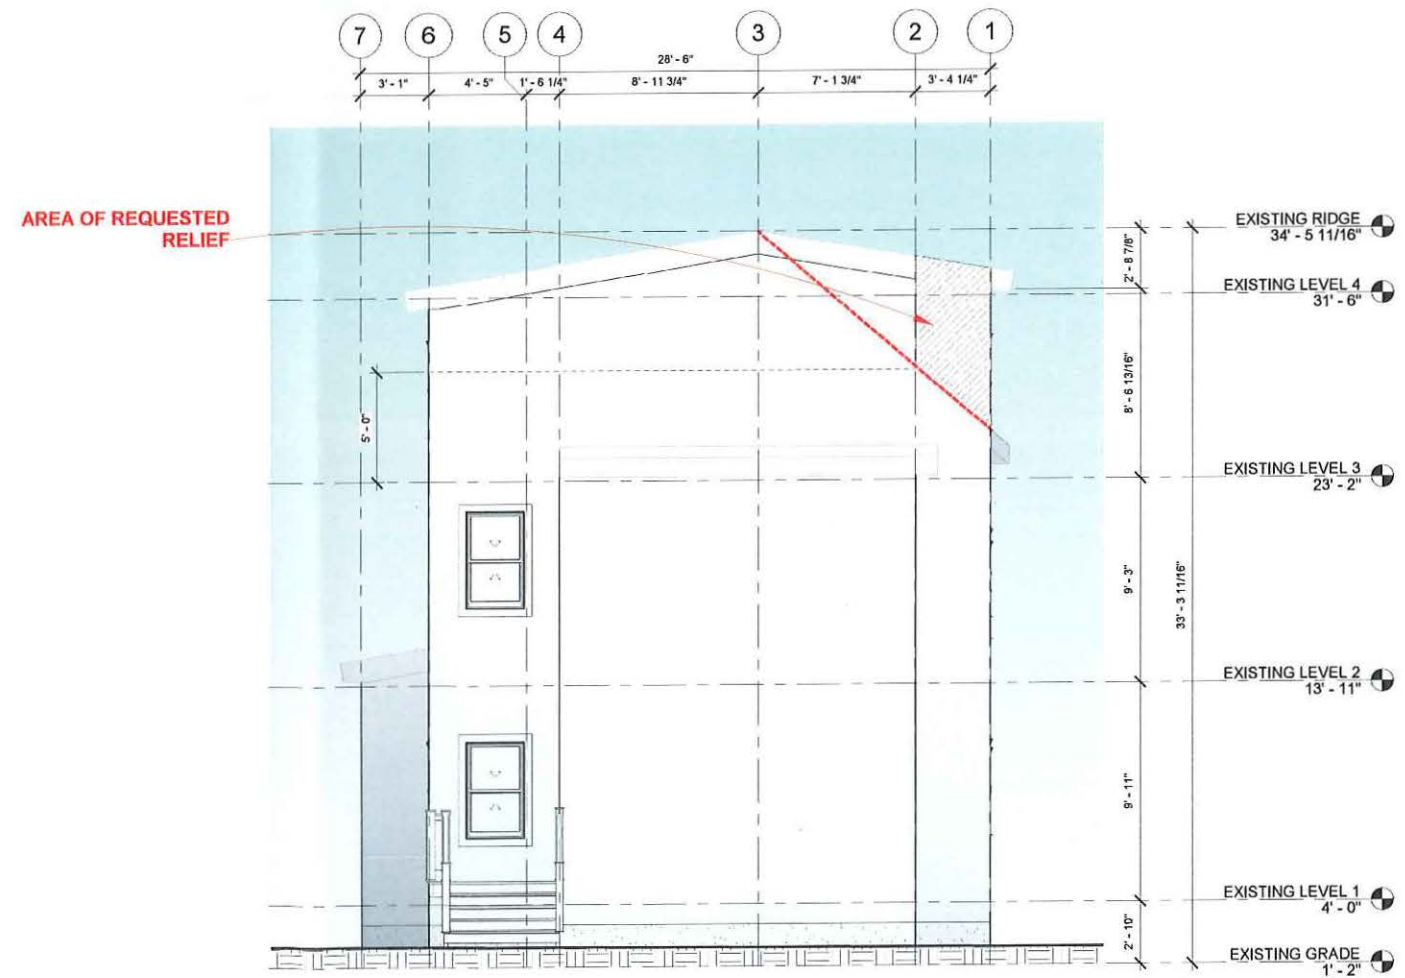 7
6
5
4
3
2
1
28' - 6"
3' - 1"
4' - 5"
1' - 6 1/4"
8' - 11 3/4"
7' - 1 3/4"
3' - 4 1/4"
AREA OF REQUESTED
RELIEF
EXISTING RIDGE
34' - 5 11/16"
2' - 8 7/8"
EXISTING LEVEL 4
31' - 6"
8' - 6 13/16"
5' - 0"
EXISTING LEVEL 3
23' - 2"
9' - 3"
33' - 3 11/16"
EXISTING LEVEL 2
13' - 11"
9' - 11"
EXISTING LEVEL 1
4' - 0"
2' - 10"
EXISTING GRADE
1' - 2"